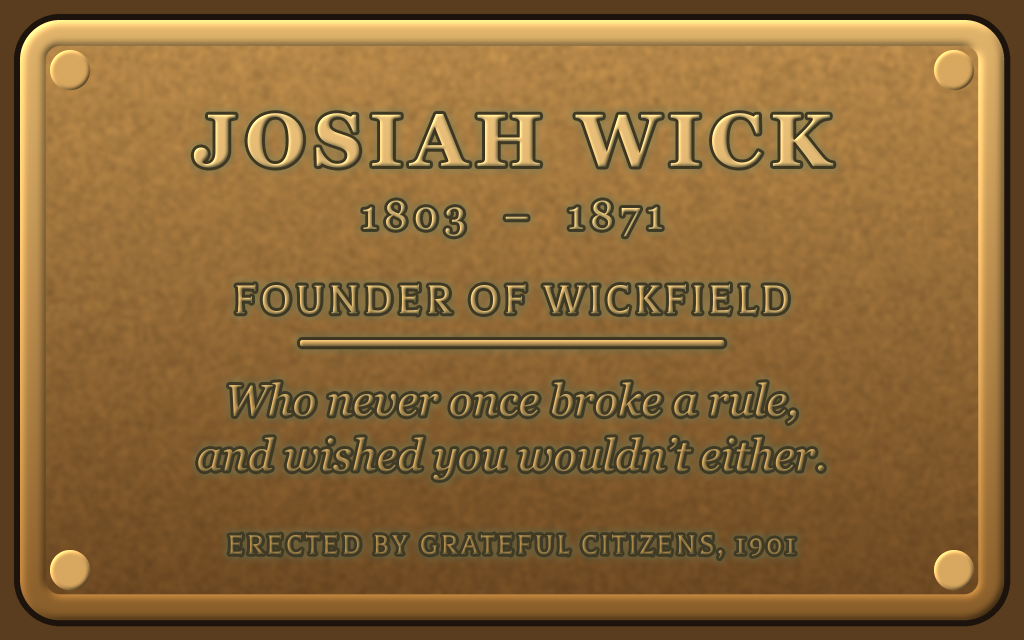 JOSIAH WICK
1803 – 1871
FOUNDER OF WICKFIELD
Who never once broke a rule,
and wished you wouldn’t either.
ERECTED BY GRATEFUL CITIZENS, 1901